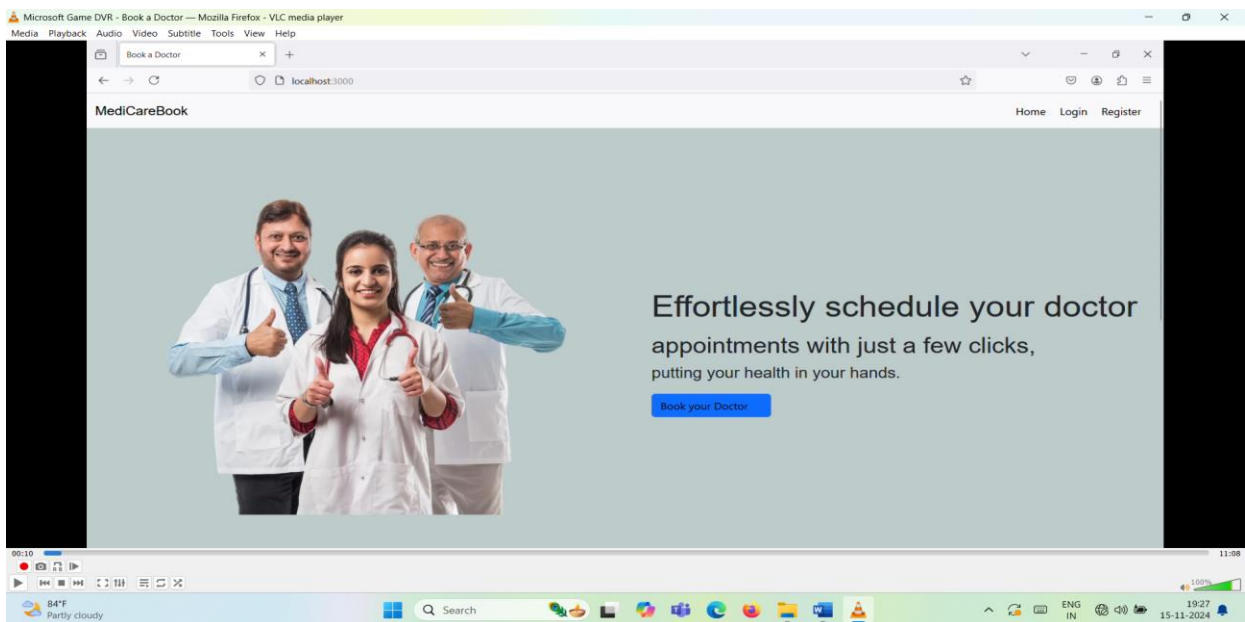 Microsoft Game DVR - Book a Doctor — Mozilla Firefox - VLC media player
Media Playback Audio Video Subtitle Tools View Help
Book a Doctor
localhost:3000
MediCareBook Home Login Register
Effortlessly schedule your doctor
appointments with just a few clicks,
putting your health in your hands.
Book your Doctor
00:10 11:08
100%
84°F
Partly cloudy
Search
ENG
IN
19:27
15-11-2024